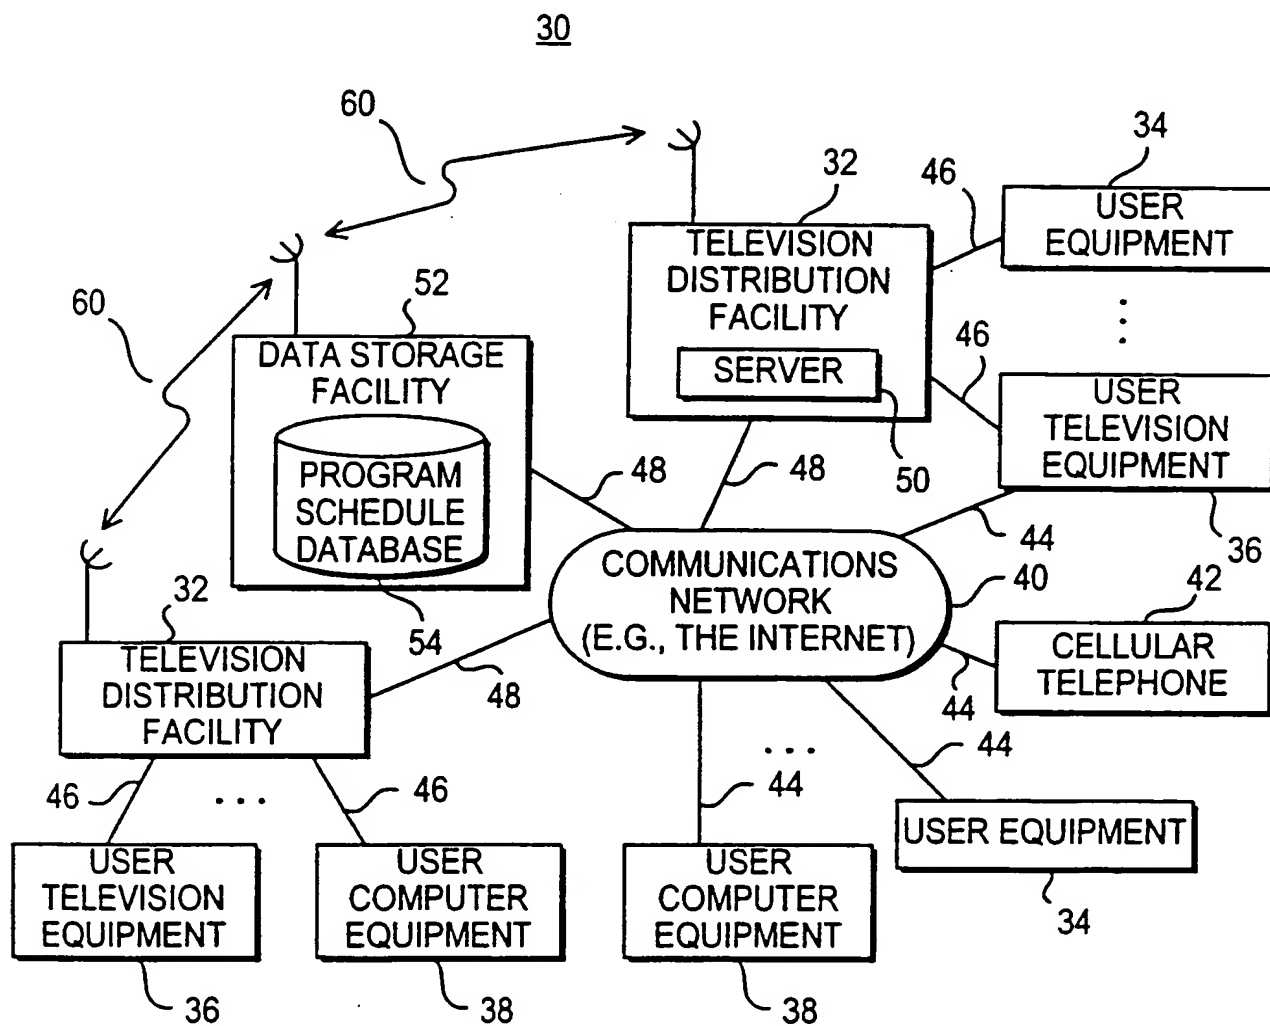 30
60
34
32
46
USER
EQUIPMENT
TELEVISION
DISTRIBUTION
FACILITY
SERVER
50
60
52
DATA STORAGE
FACILITY
PROGRAM
SCHEDULE
DATABASE
54
46
USER
TELEVISION
EQUIPMENT
36
48
48
44
COMMUNICATIONS
NETWORK
(E.G., THE INTERNET)
40
42
CELLULAR
TELEPHONE
44
32
TELEVISION
DISTRIBUTION
FACILITY
48
46
46
44
44
USER EQUIPMENT
34
USER
TELEVISION
EQUIPMENT
36
USER
COMPUTER
EQUIPMENT
38
USER
COMPUTER
EQUIPMENT
38